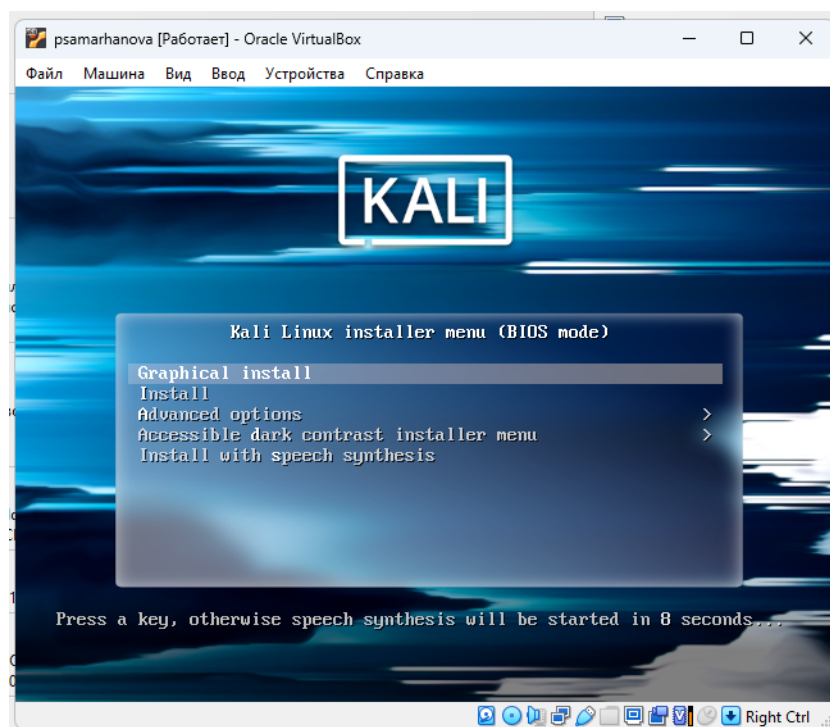 psamarhanova [Работает] - Oracle VirtualBox
Файл Машина Вид Ввод Устройства Справка
KALI
Kali Linux installer menu (BIOS mode)
Graphical install
Install
Advanced options >
Accessible dark contrast installer menu >
Install with speech synthesis
Press a key, otherwise speech synthesis will be started in 8 seconds...
Right Ctrl